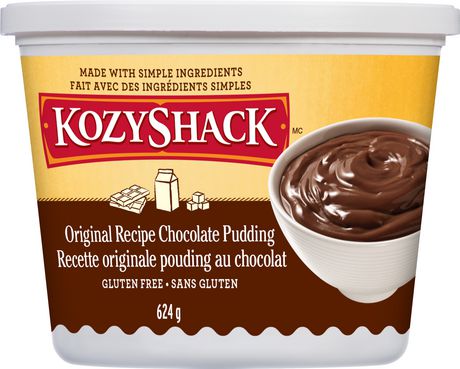 MADE WITH SIMPLE INGREDIENTS
FAIT AVEC DES INGRÉDIENTS SIMPLES
KOZYSHACK
MC
Original Recipe Chocolate Pudding
Recette originale pouding au chocolat
GLUTEN FREE • SANS GLUTEN
624 g